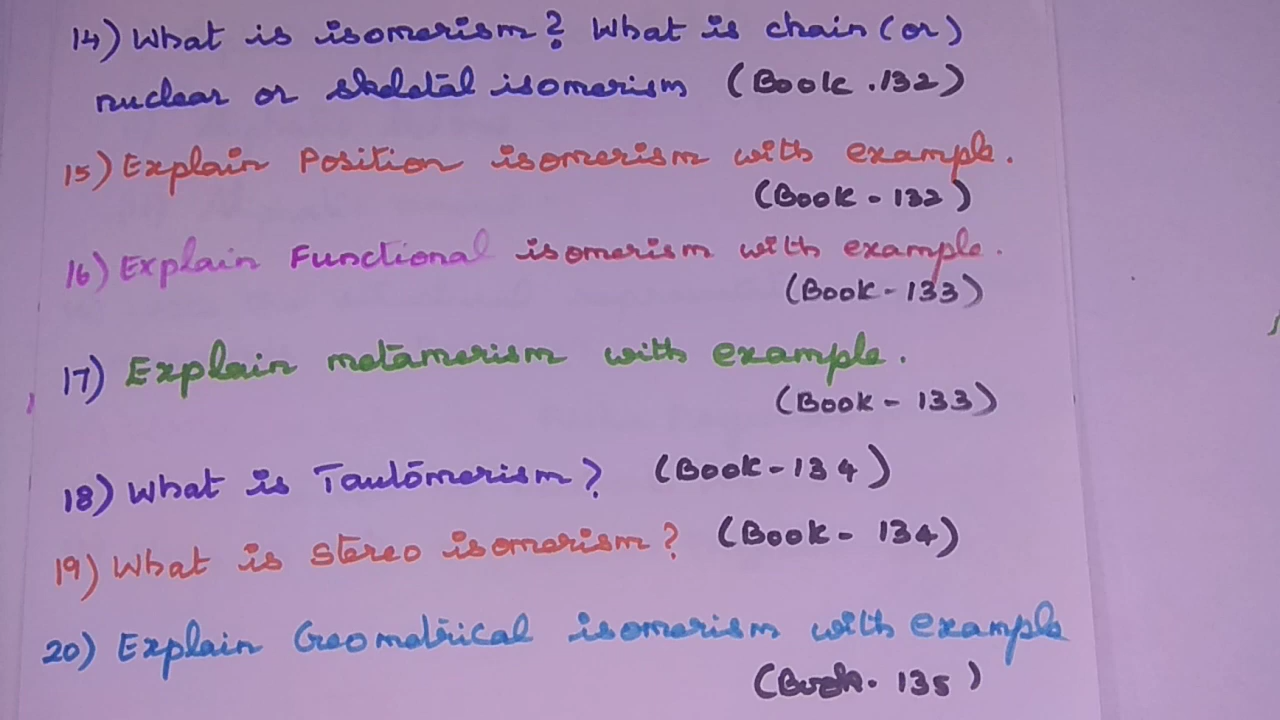 14) What is isomerism? What is chain (or)
nuclear or skeletal isomerism (Book .132)
15) Explain Position isomerism with example.
(Book - 132)
16) Explain Functional isomerism with example.
(Book - 133)
17) Explain metamerism with example.
(Book - 133)
18) What is Tautomerism? (Book - 134)
19) What is stereo isomerism? (Book - 134)
20) Explain Geometrical isomerism with example
(Book - 135)